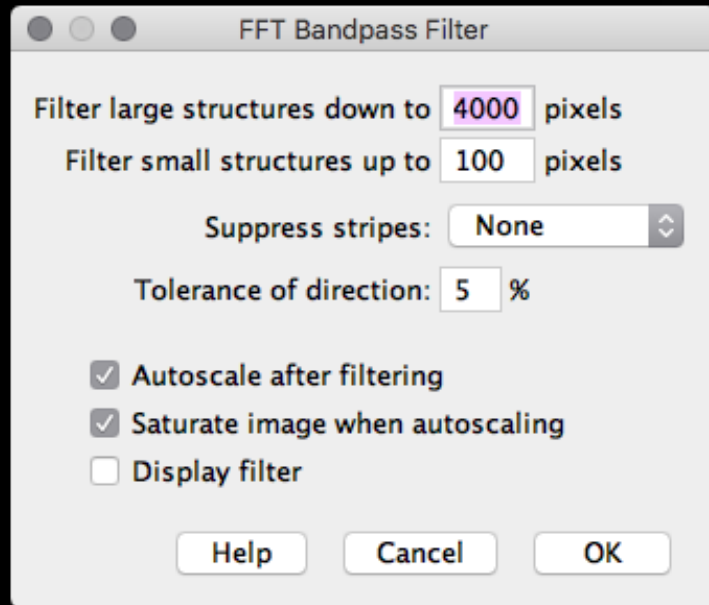 FFT Bandpass Filter
Filter large structures down to 4000 pixels
Filter small structures up to 100 pixels
Suppress stripes: None
Tolerance of direction: 5 %
Autoscale after filtering
Saturate image when autoscaling
Display filter
Help Cancel OK